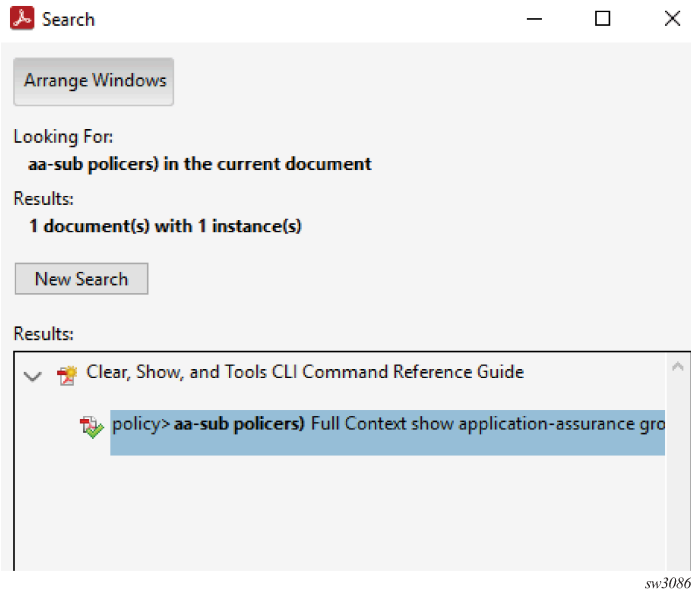 Search
Arrange Windows
Looking For:
aa-sub policers) in the current document
Results:
1 document(s) with 1 instance(s)
New Search
Results:
Clear, Show, and Tools CLI Command Reference Guide
policy> aa-sub policers) Full Context show application-assurance gro
sw3086